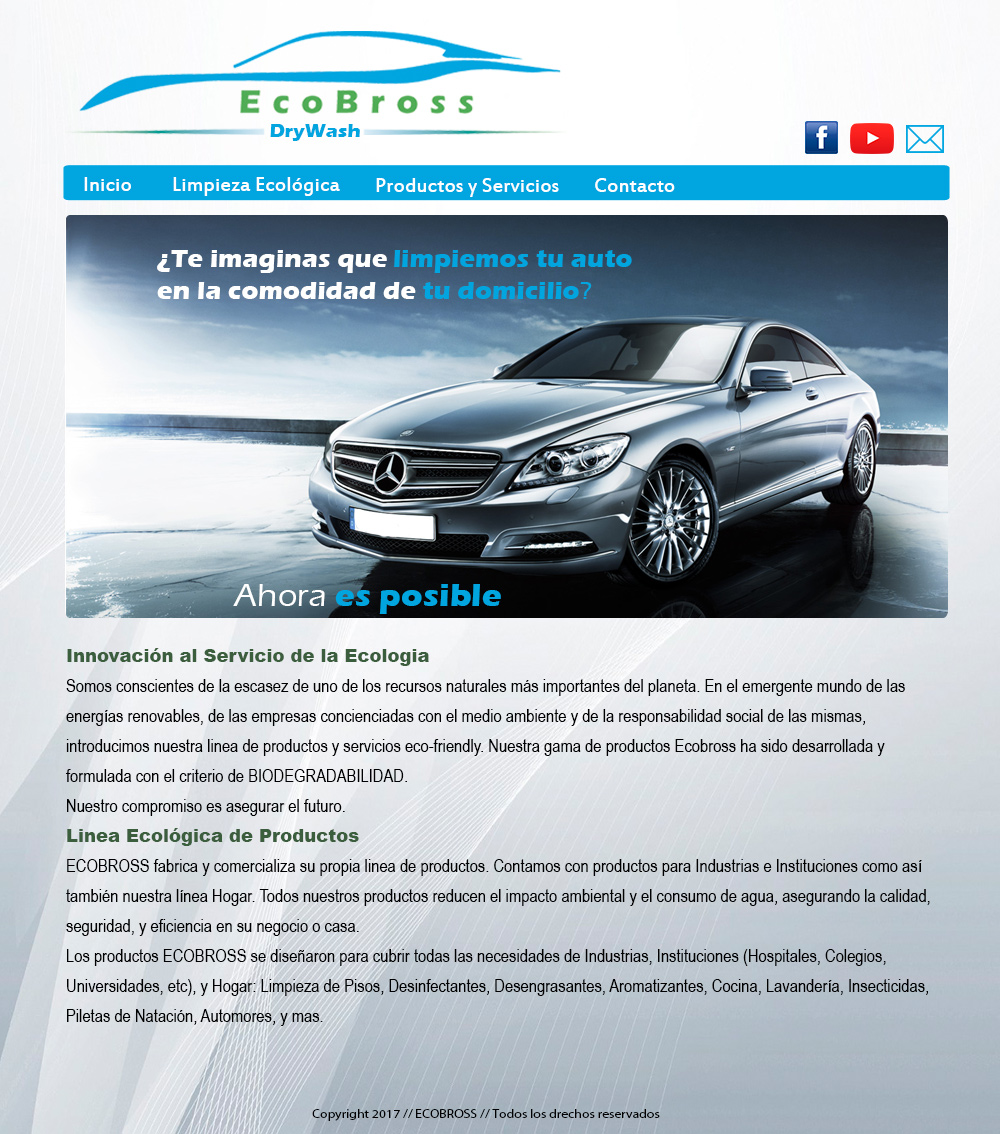 EcoBross
DryWash
f
Inicio Limpieza Ecológica Productos y Servicios Contacto
¿Te imaginas que limpiemos tu auto
en la comodidad de tu domicilio?
Ahora es posible
Innovación al Servicio de la Ecologia
Somos conscientes de la escasez de uno de los recursos naturales más importantes del planeta. En el emergente mundo de las
energías renovables, de las empresas concienciadas con el medio ambiente y de la responsabilidad social de las mismas,
introducimos nuestra linea de productos y servicios eco-friendly. Nuestra gama de productos Ecobross ha sido desarrollada y
formulada con el criterio de BIODEGRADABILIDAD.
Nuestro compromiso es asegurar el futuro.
Linea Ecológica de Productos
ECOBROSS fabrica y comercializa su propia linea de productos. Contamos con productos para Industrias e Instituciones como así
también nuestra línea Hogar. Todos nuestros productos reducen el impacto ambiental y el consumo de agua, asegurando la calidad,
seguridad, y eficiencia en su negocio o casa.
Los productos ECOBROSS se diseñaron para cubrir todas las necesidades de Industrias, Instituciones (Hospitales, Colegios,
Universidades, etc), y Hogar: Limpieza de Pisos, Desinfectantes, Desengrasantes, Aromatizantes, Cocina, Lavandería, Insecticidas,
Piletas de Natación, Automores, y mas.
Copyright 2017 // ECOBROSS // Todos los drechos reservados